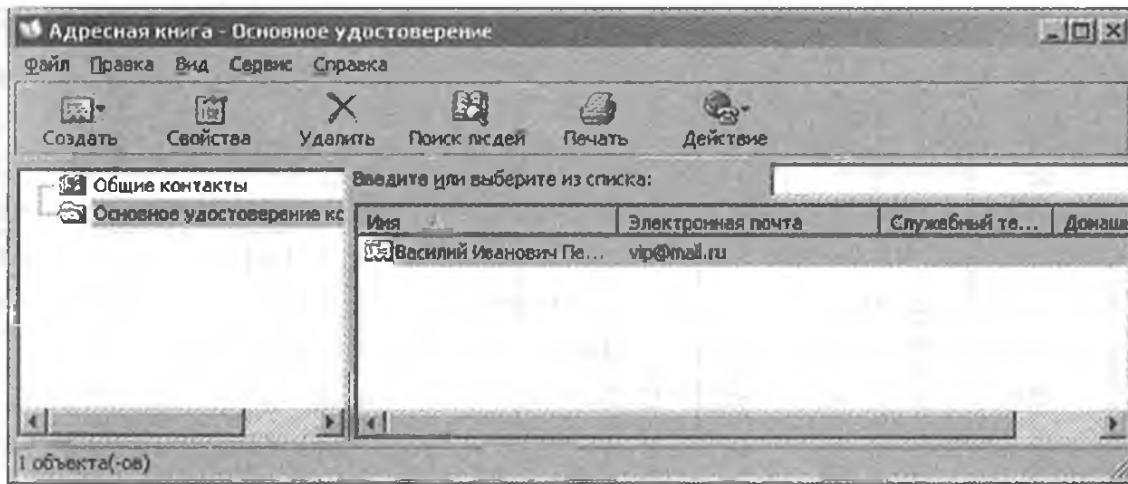 Адресная книга - Основное удостоверение
Файл Правка Вид Сервис Справка
Создать Свойства Удалить Поиск людей Печать Действие
Общие контакты
Основное удостоверение кс
Введите или выберите из списка:
Имя Электронная почта Служебный те... Домаше
Василий Иванович Пе... vip@mail.ru
1 объекта(-ов)